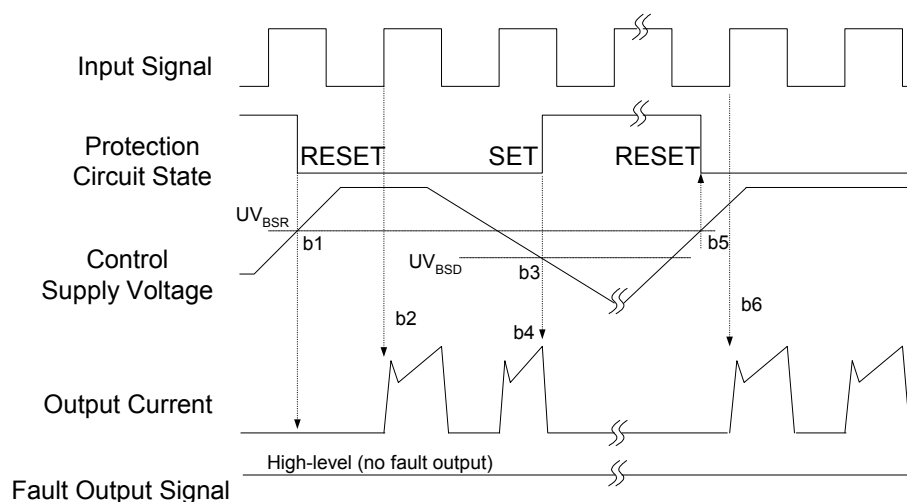 Input Signal
Protection
Circuit State
RESET
SET
RESET
UVBSR
b1
b5
Control
Supply Voltage
UVBSD
b3
b2
b4
b6
Output Current
High-level (no fault output)
Fault Output Signal